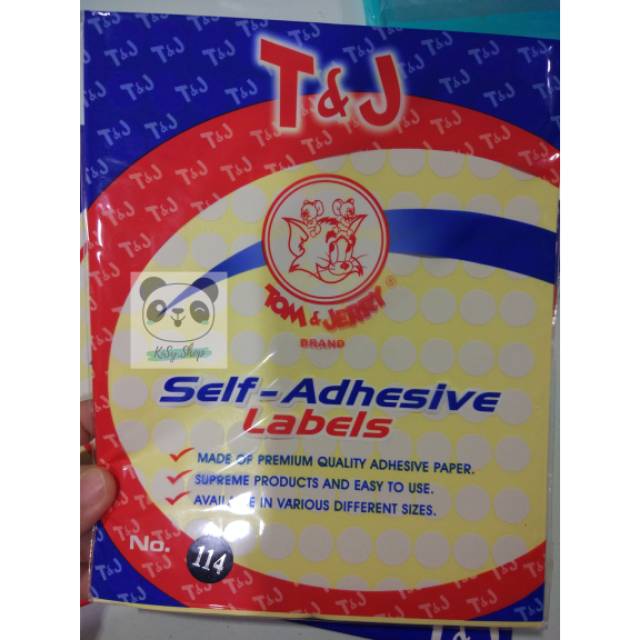 T&J
TOM & JERRY ®
BRAND
KiSy.Shop
Self-Adhesive
Labels
MADE OF PREMIUM QUALITY ADHESIVE PAPER.
SUPREME PRODUCTS AND EASY TO USE.
AVAILABLE IN VARIOUS DIFFERENT SIZES.
No. 114
T&J